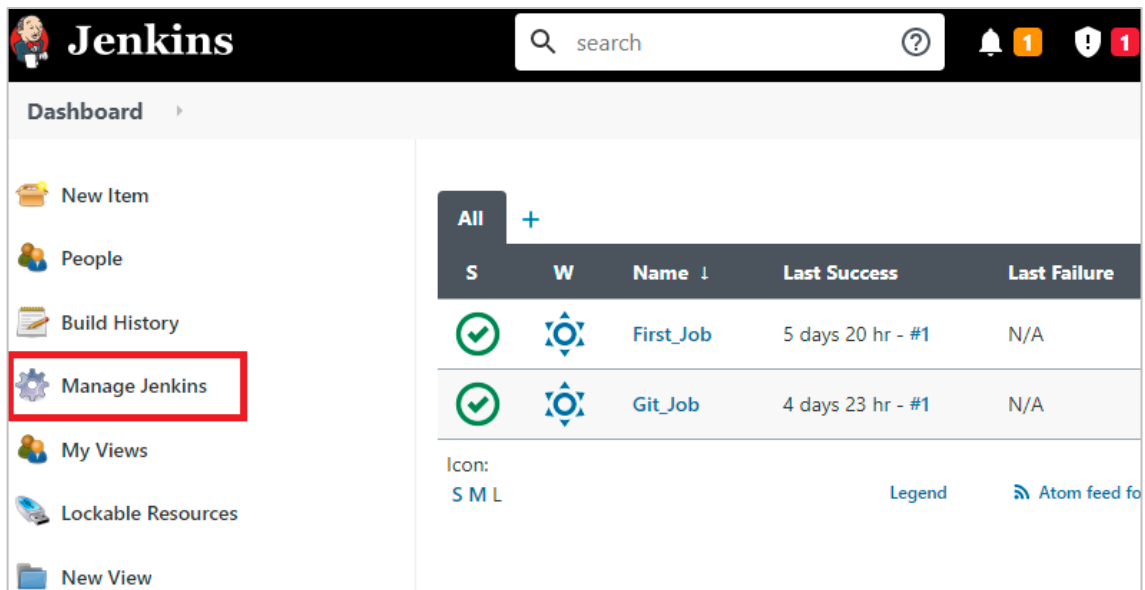 Jenkins
search
1
1
Dashboard
New Item
People
Build History
Manage Jenkins
My Views
Lockable Resources
New View
All +
S W Name ↓ Last Success Last Failure
First_Job 5 days 20 hr - #1 N/A
Git_Job 4 days 23 hr - #1 N/A
Icon:
S M L
Legend
Atom feed fo